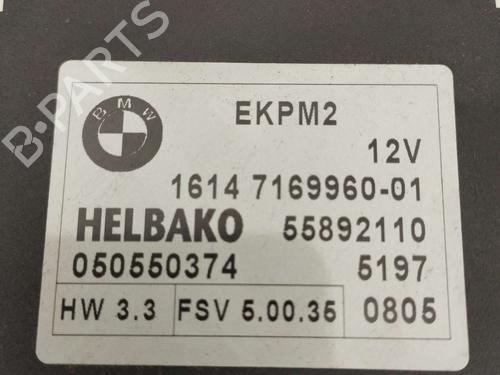 BMW
EKPM2
12V
1614 7169960-01
HELBAKO 55892110
050550374 5197
HW 3.3 FSV 5.00.35 0805
B-PARTS